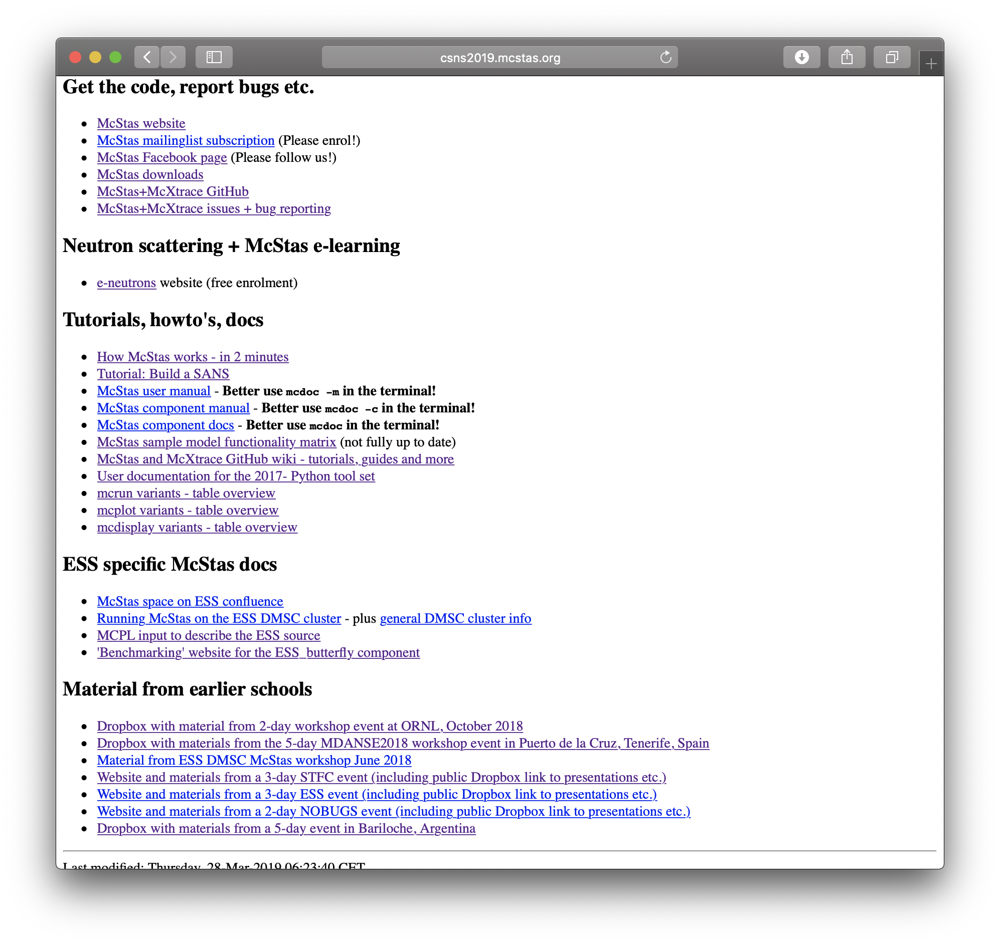 csns2019.mcstas.org
Get the code, report bugs etc.
McStas website
McStas mailinglist subscription (Please enrol!)
McStas Facebook page (Please follow us!)
McStas downloads
McStas+McXtrace GitHub
McStas+McXtrace issues + bug reporting
Neutron scattering + McStas e-learning
e-neutrons website (free enrolment)
Tutorials, howto's, docs
How McStas works - in 2 minutes
Tutorial: Build a SANS
McStas user manual - Better use mcdoc -m in the terminal!
McStas component manual - Better use mcdoc -c in the terminal!
McStas component docs - Better use mcdoc in the terminal!
McStas sample model functionality matrix (not fully up to date)
McStas and McXtrace GitHub wiki - tutorials, guides and more
User documentation for the 2017- Python tool set
mcrun variants - table overview
mcplot variants - table overview
mcdisplay variants - table overview
ESS specific McStas docs
McStas space on ESS confluence
Running McStas on the ESS DMSC cluster - plus general DMSC cluster info
MCPL input to describe the ESS source
'Benchmarking' website for the ESS_butterfly component
Material from earlier schools
Dropbox with material from 2-day workshop event at ORNL, October 2018
Dropbox with materials from the 5-day MDANSE2018 workshop event in Puerto de la Cruz, Tenerife, Spain
Material from ESS DMSC McStas workshop June 2018
Website and materials from a 3-day STFC event (including public Dropbox link to presentations etc.)
Website and materials from a 3-day ESS event (including public Dropbox link to presentations etc.)
Website and materials from a 2-day NOBUGS event (including public Dropbox link to presentations etc.)
Dropbox with materials from a 5-day event in Bariloche, Argentina
Last modified: Thursday, 28-Mar-2019 06:23:40 CET